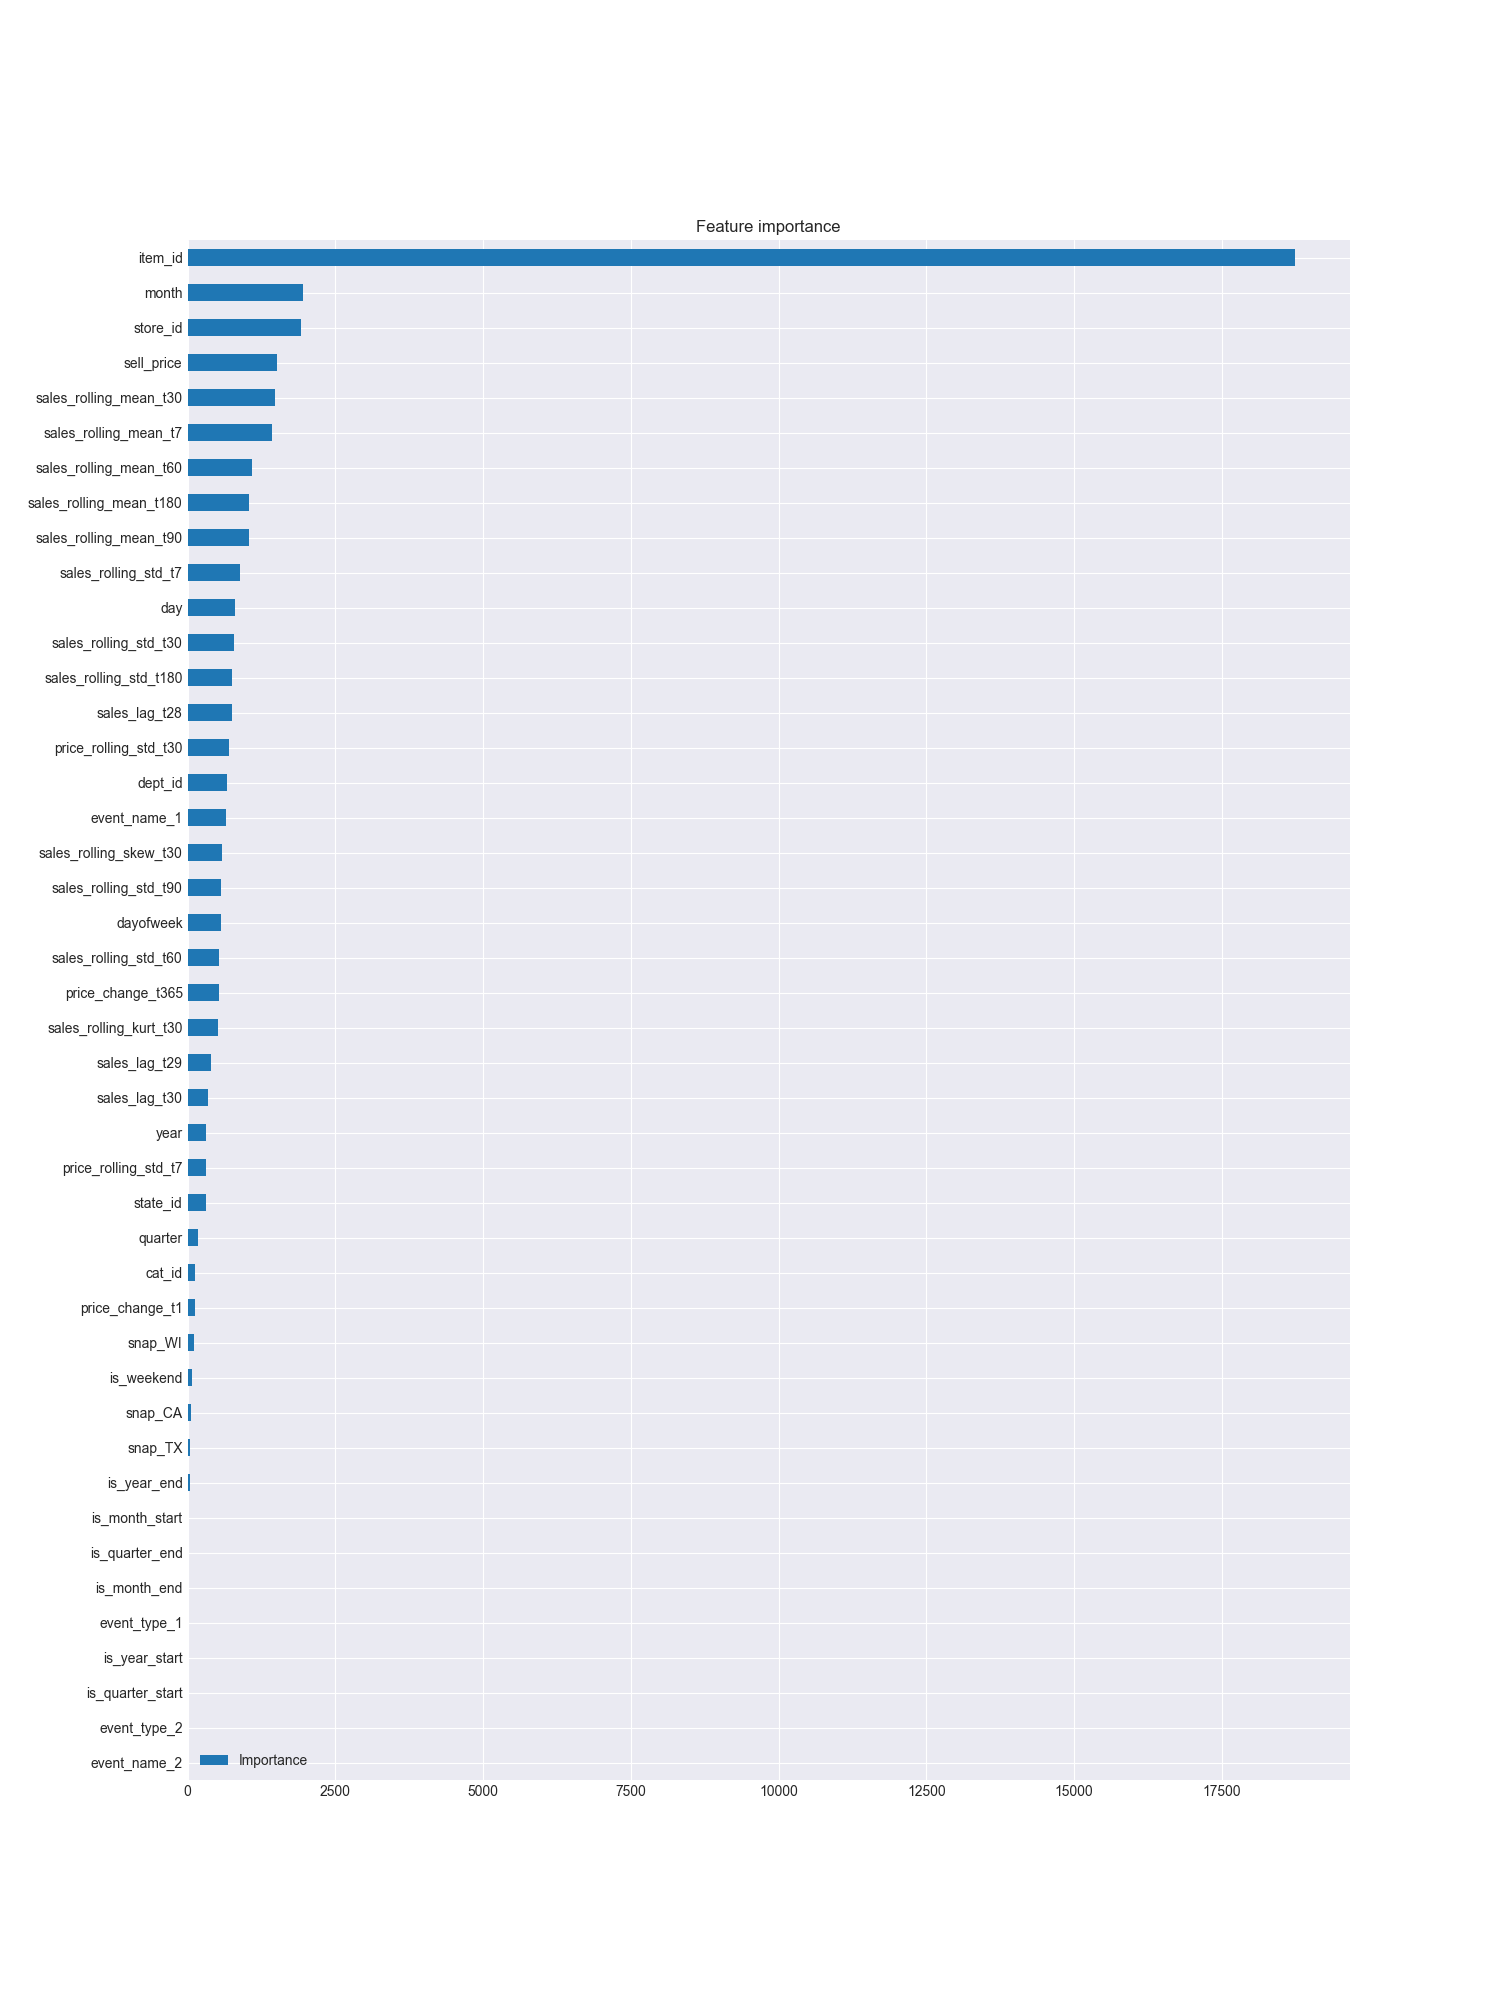 Feature importance
item_id
month
store_id
sell_price
sales_rolling_mean_t30
sales_rolling_mean_t7
sales_rolling_mean_t60
sales_rolling_mean_t180
sales_rolling_mean_t90
sales_rolling_std_t7
day
sales_rolling_std_t30
sales_rolling_std_t180
sales_lag_t28
price_rolling_std_t30
dept_id
event_name_1
sales_rolling_skew_t30
sales_rolling_std_t90
dayofweek
sales_rolling_std_t60
price_change_t365
sales_rolling_kurt_t30
sales_lag_t29
sales_lag_t30
year
price_rolling_std_t7
state_id
quarter
cat_id
price_change_t1
snap_WI
is_weekend
snap_CA
snap_TX
is_year_end
is_month_start
is_quarter_end
is_month_end
event_type_1
is_year_start
is_quarter_start
event_type_2
event_name_2
Importance
0 2500 5000 7500 10000 12500 15000 17500